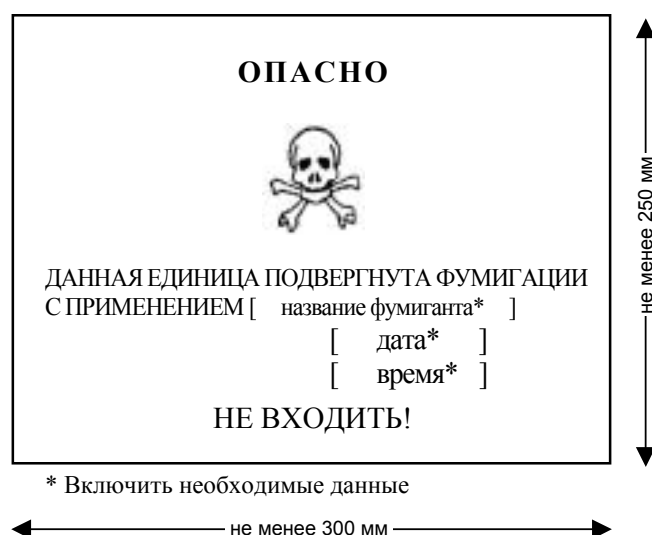 ОПАСНО
ДАННАЯ ЕДИНИЦА ПОДВЕРГНУТА ФУМИГАЦИИ
С ПРИМЕНЕНИЕМ [ название фумиганта* ]
[ дата* ]
[ время* ]
НЕ ВХОДИТЬ!
* Включить необходимые данные
не менее 300 мм
не менее 250 мм